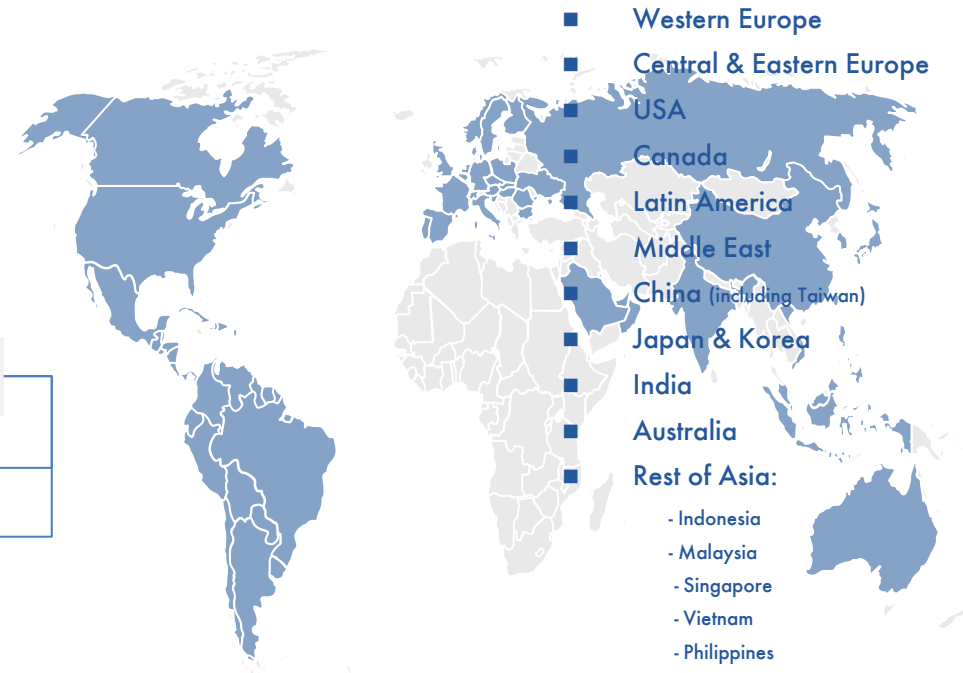 ■ Western Europe
■ Central & Eastern Europe
■ USA
■ Canada
■ Latin America
■ Middle East
■ China (including Taiwan)
■ Japan & Korea
■ India
■ Australia
■ Rest of Asia:
- Indonesia
- Malaysia
- Singapore
- Vietnam
- Philippines